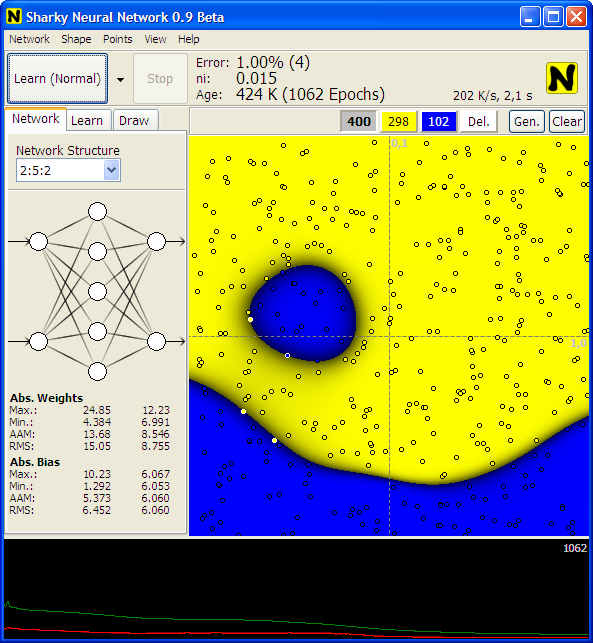 N Sharky Neural Network 0.9 Beta
Network Shape Points View Help
Learn (Normal) Stop
Error: 1.00% (4)
ni: 0.015
Age: 424 K (1062 Epochs)
202 K/s, 2,1 s
N
Network Learn Draw
400 298 102 Del. Gen. Clear
Network Structure
2:5:2
0,1
1,0
Abs. Weights
Max.: 24.85 12.23
Min.: 4.384 6.991
AAM: 13.68 8.546
RMS: 15.05 8.755
Abs. Bias
Max.: 10.23 6.067
Min.: 1.292 6.053
AAM: 5.373 6.060
RMS: 6.452 6.060
1062